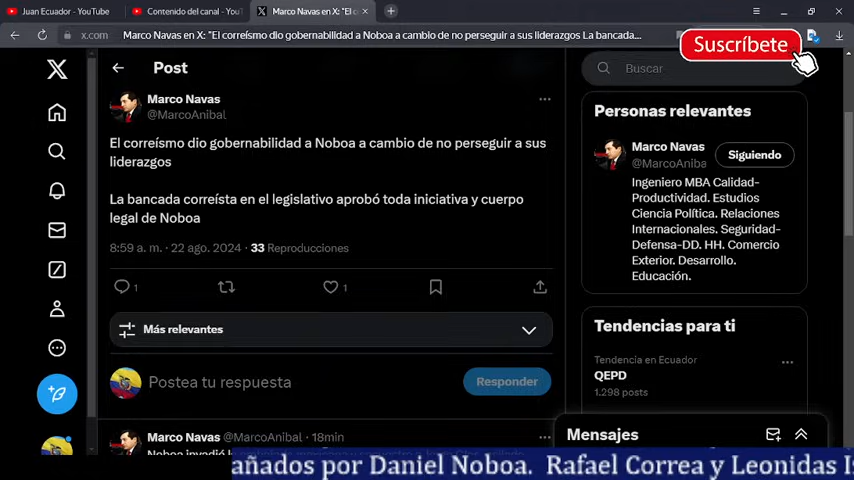 Juan Ecuador - YouTube
Contenido del canal - YouT
Marco Navas en X: "El c
x.com
Marco Navas en X: "El correísmo dio gobernabilidad a Noboa a cambio de no perseguir a sus liderazgos La bancada...
Suscríbete
Post
Buscar
Marco Navas
@MarcoAnibal
El correísmo dio gobernabilidad a Noboa a cambio de no perseguir a sus
liderazgos
La bancada correísta en el legislativo aprobó toda iniciativa y cuerpo
legal de Noboa
8:59 a. m. · 22 ago. 2024 · 33 Reproducciones
1
1
Más relevantes
Postea tu respuesta
Responder
Marco Navas @MarcoAnibal · 18min
Personas relevantes
Marco Navas
@MarcoAniba
Siguiendo
Ingeniero MBA Calidad-
Productividad. Estudios
Ciencia Política. Relaciones
Internacionales. Seguridad-
Defensa-DD. HH. Comercio
Exterior. Desarrollo.
Educación.
Tendencias para ti
Tendencia en Ecuador
QEPD
1.298 posts
Mensajes
añados por Daniel Noboa. Rafael Correa y Leonidas Is